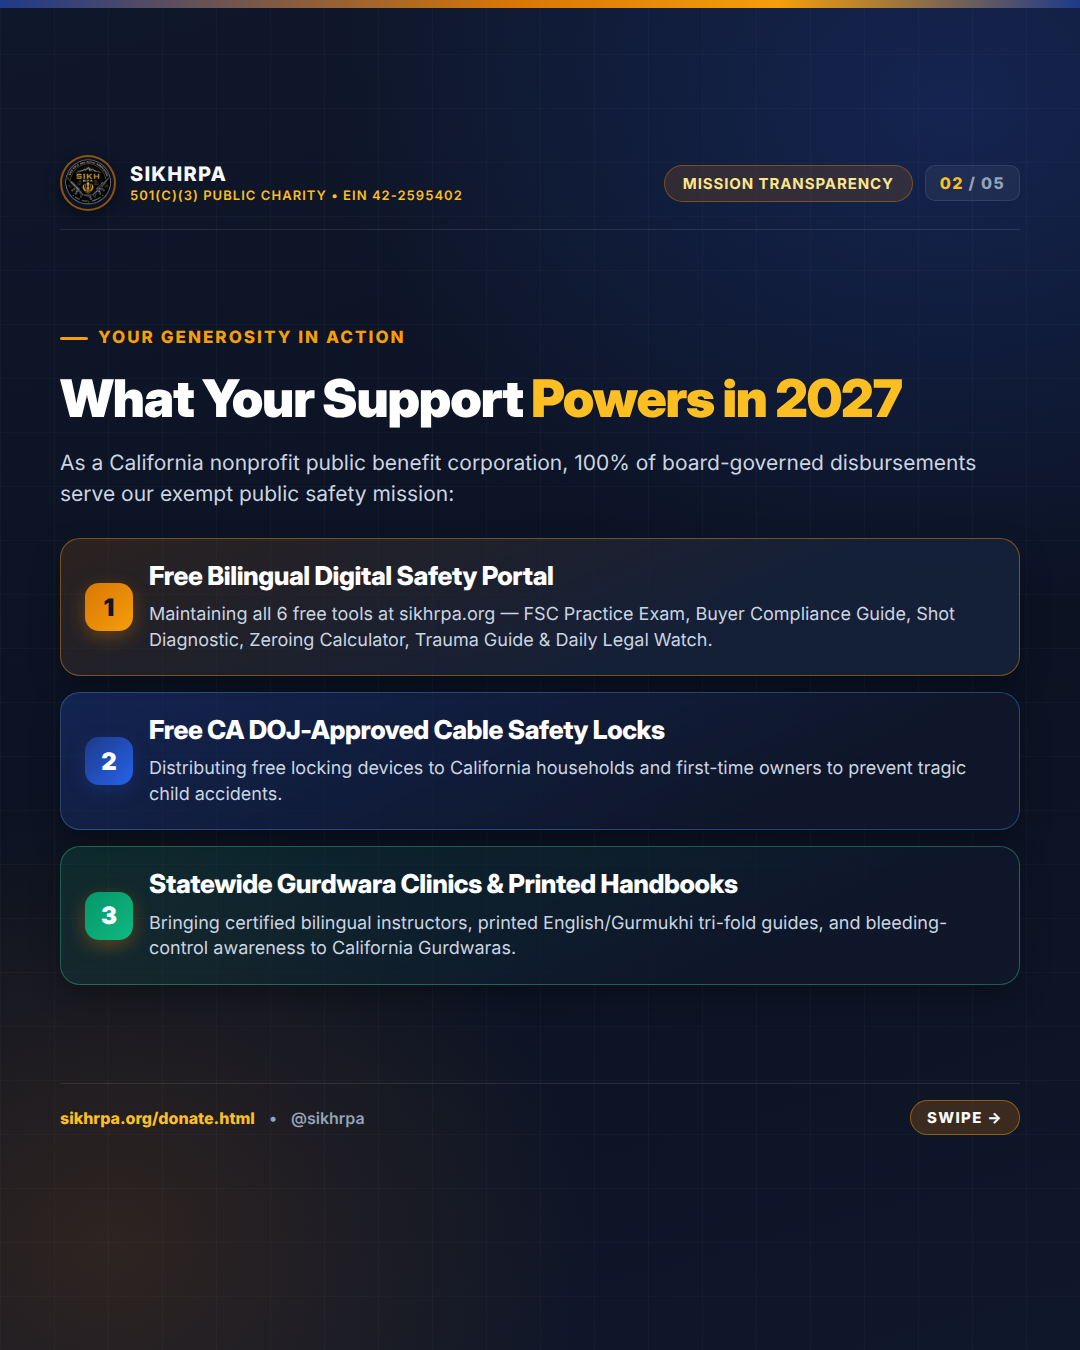 SIKH
SIKHRPA
501(C)(3) PUBLIC CHARITY • EIN 42-2595402
MISSION TRANSPARENCY
02 / 05
YOUR GENEROSITY IN ACTION
What Your Support Powers in 2027
As a California nonprofit public benefit corporation, 100% of board-governed disbursements
serve our exempt public safety mission:
1
Free Bilingual Digital Safety Portal
Maintaining all 6 free tools at sikhrpa.org — FSC Practice Exam, Buyer Compliance Guide, Shot
Diagnostic, Zeroing Calculator, Trauma Guide & Daily Legal Watch.
2
Free CA DOJ-Approved Cable Safety Locks
Distributing free locking devices to California households and first-time owners to prevent tragic
child accidents.
3
Statewide Gurdwara Clinics & Printed Handbooks
Bringing certified bilingual instructors, printed English/Gurmukhi tri-fold guides, and bleeding-
control awareness to California Gurdwaras.
sikhrpa.org/donate.html • @sikhrpa
SWIPE →